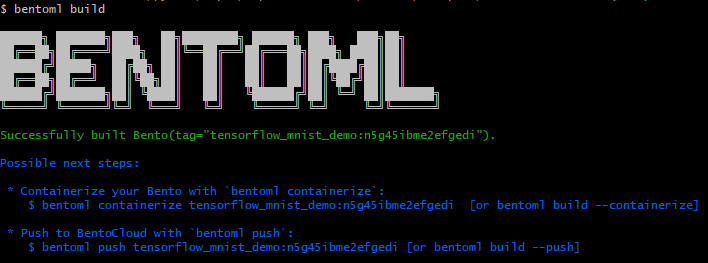 $ bentoml build
BENTOML
Successfully built Bento(tag="tensorflow_mnist_demo:n5g45ibme2efgedi").
Possible next steps:
* Containerize your Bento with `bentoml containerize`:
$ bentoml containerize tensorflow_mnist_demo:n5g45ibme2efgedi [or bentoml build --containerize]
* Push to BentoCloud with `bentoml push`:
$ bentoml push tensorflow_mnist_demo:n5g45ibme2efgedi [or bentoml build --push]